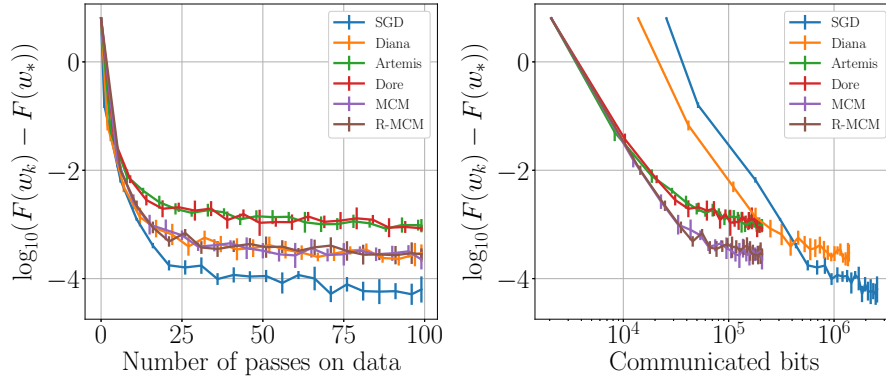 log10(F(wk) − F(w*))
0
−2
−4
0
25
50
75
100
Number of passes on data
SGD
Diana
Artemis
Dore
MCM
R-MCM
log10(F(wk) − F(w*))
0
−2
−4
10^4
10^5
10^6
Communicated bits
SGD
Diana
Artemis
Dore
MCM
R-MCM